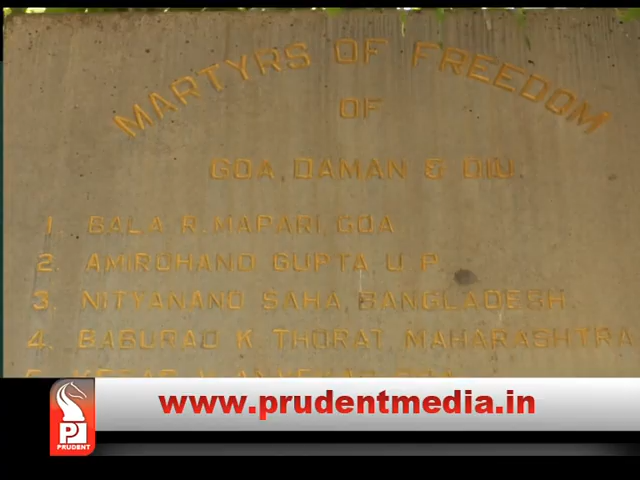 MARTYRS OF FREEDOM
OF
GOA, DAMAN & DIU.
1. BALA R. MAPARI, GOA.
2. AMIRCHAND GUPTA, U P.
3. NITYANAND SAHA, BANGLADESH.
4. BABURAO K. THORAT, MAHARASHTRA
www.prudentmedia.in
P
PRUDENT